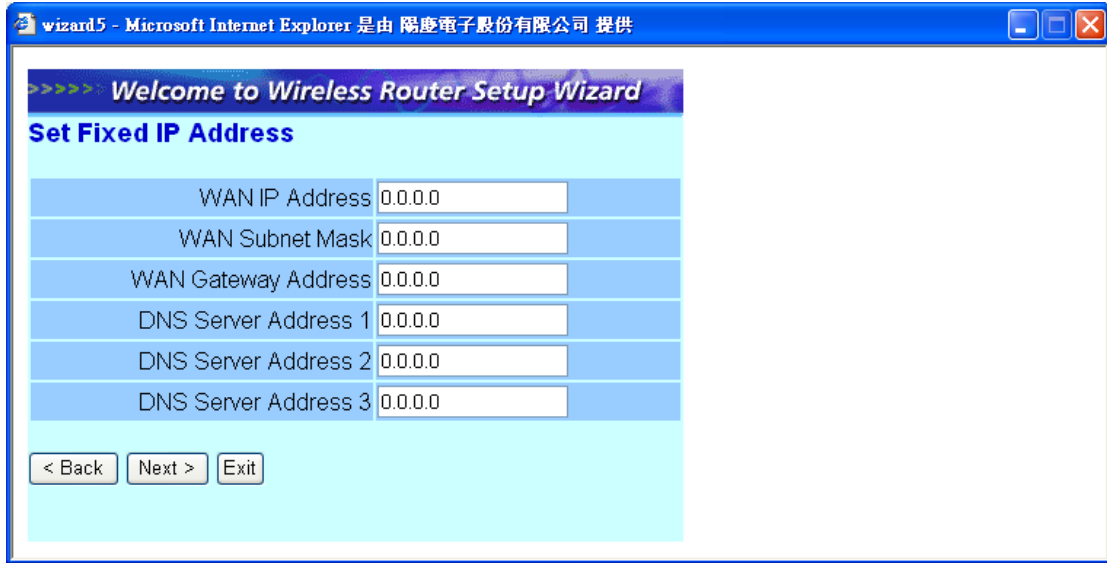 wizard5 - Microsoft Internet Explorer 是由 陽慶電子股份有限公司 提供
>>>>> Welcome to Wireless Router Setup Wizard
Set Fixed IP Address
WAN IP Address 0.0.0.0
WAN Subnet Mask 0.0.0.0
WAN Gateway Address 0.0.0.0
DNS Server Address 1 0.0.0.0
DNS Server Address 2 0.0.0.0
DNS Server Address 3 0.0.0.0
< Back Next > Exit